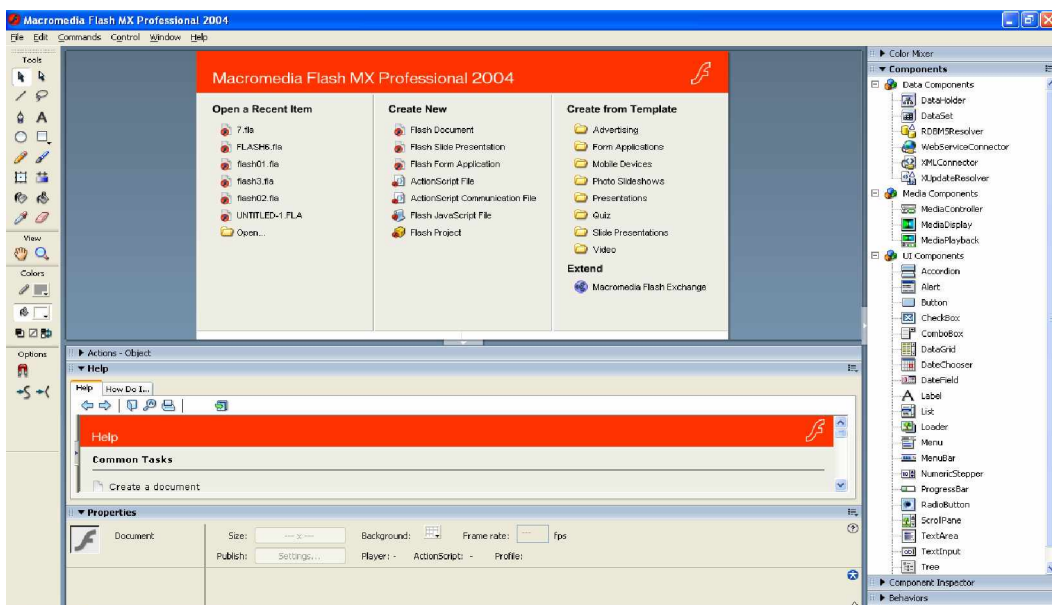 Macromedia Flash MX Professional 2004
File Edit Commands Control Window Help
Tools
A
View
Colors
Options
Macromedia Flash MX Professional 2004
Open a Recent Item
7.fla
FLASH6.fla
flash01.fla
flash3.fla
flash02.fla
UNTITLED-1.FLA
Open...
Create New
Flash Document
Flash Slide Presentation
Flash Form Application
ActionScript File
ActionScript Communication File
Flash JavaScript File
Flash Project
Create from Template
Advertising
Form Applications
Mobile Devices
Photo Slideshows
Presentations
Quiz
Slide Presentations
Video
Extend
Macromedia Flash Exchange
Actions - Object
Help
Help How Do I...
Help
Common Tasks
Create a document
Properties
Document
Size: --- x ---
Background:
Frame rate: --- fps
Publish: Settings...
Player: - ActionScript: - Profile:
Color Mixer
Components
Data Components
DataHolder
DataSet
RDBMSResolver
WebServiceConnector
XMLConnector
XUpdateResolver
Media Components
MediaController
MediaDisplay
MediaPlayback
UI Components
Accordion
Alert
Button
CheckBox
ComboBox
DataGrid
DateChooser
DateField
Label
List
Loader
Menu
MenuBar
NumericStepper
ProgressBar
RadioButton
ScrollPane
TextArea
TextInput
Tree
Component Inspector
Behaviors